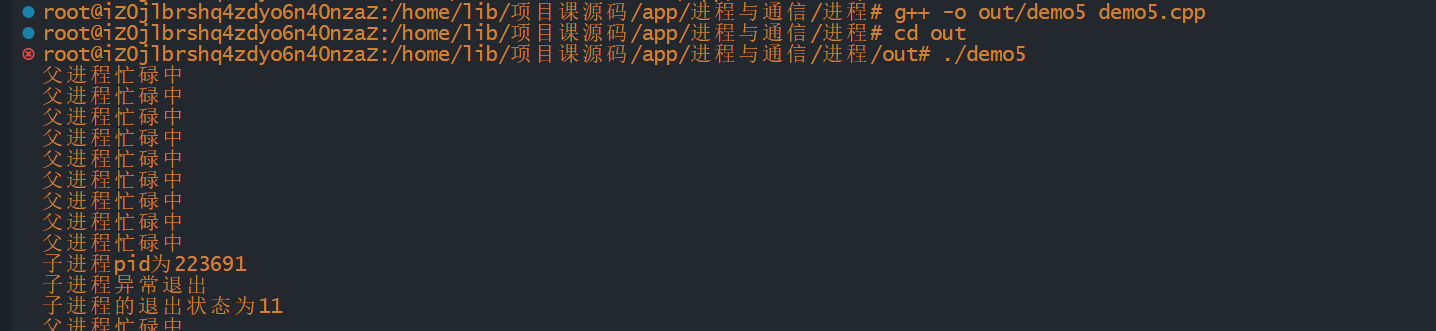 root@iZ0jlbrshq4zdyo6n4OnzaZ:/home/lib/项目课源码/app/进程与通信/进程# g++ -o out/demo5 demo5.cpp
root@iZ0jlbrshq4zdyo6n4OnzaZ:/home/lib/项目课源码/app/进程与通信/进程# cd out
root@iZ0jlbrshq4zdyo6n4OnzaZ:/home/lib/项目课源码/app/进程与通信/进程/out# ./demo5
父进程忙碌中
父进程忙碌中
父进程忙碌中
父进程忙碌中
父进程忙碌中
父进程忙碌中
父进程忙碌中
父进程忙碌中
父进程忙碌中
子进程pid为223691
子进程异常退出
子进程的退出状态为11
父进程忙碌中